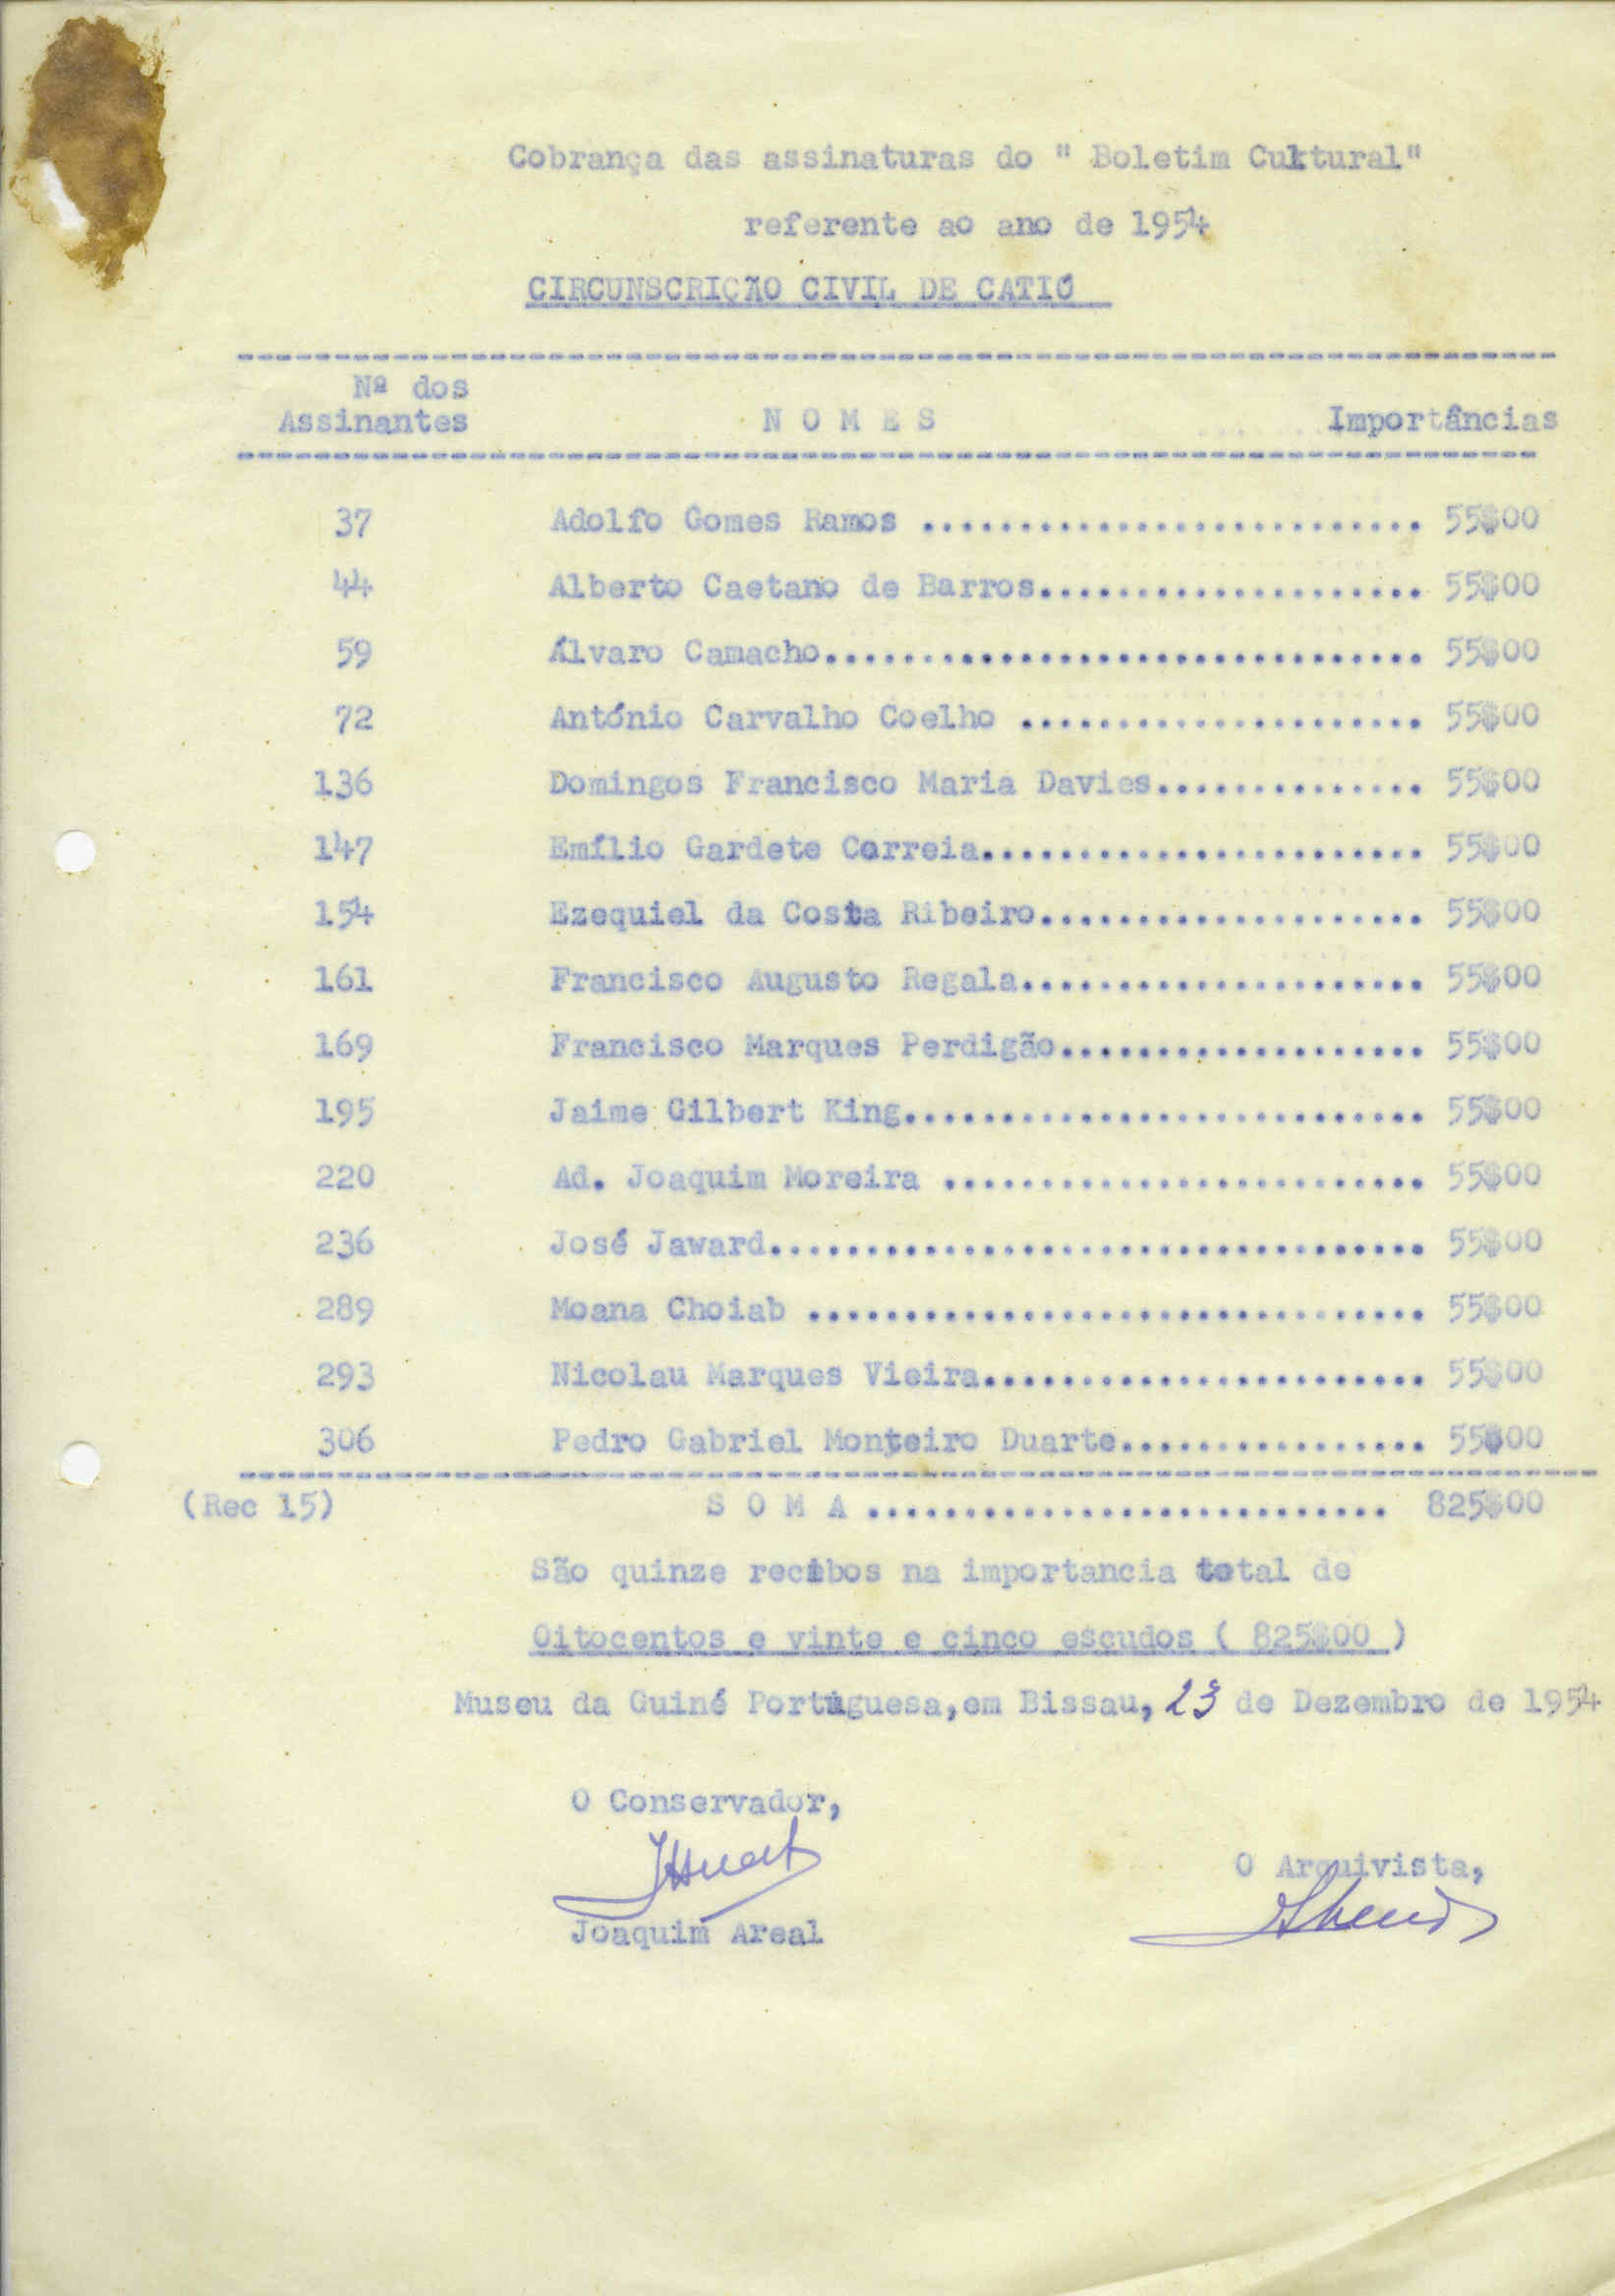 Cobrança das assinaturas do " Boletim Cultural"
referente ao ano de 1954
CIRCUNSCRIÇÃO CIVIL DE CATIÓ
Nº dos
Assinantes N O M E S Importâncias
37 Adolfo Gomes Ramos .......................... 55$00
44 Alberto Caetano de Barros.................... 55$00
59 Álvaro Camacho............................... 55$00
72 António Carvalho Coelho ..................... 55$00
136 Domingos Francisco Maria Davies.............. 55$00
147 Emílio Gardete Correia....................... 55$00
154 Ezequiel da Costa Ribeiro.................... 55$00
161 Francisco Augusto Regala..................... 55$00
169 Francisco Marques Perdigão................... 55$00
195 Jaime Gilbert King........................... 55$00
220 Ad. Joaquim Moreira ......................... 55$00
236 José Jaward.................................. 55$00
289 Moana Choiab ................................ 55$00
293 Nicolau Marques Vieira....................... 55$00
306 Pedro Gabriel Monteiro Duarte................ 55$00
(Rec 15) S O M A ........................... 825$00
São quinze recibos na importancia total de
Oitocentos e vinte e cinco escudos ( 825$00 )
Museu da Guiné Portuguesa,em Bissau, 23 de Dezembro de 1954
O Conservador,
O Arquivista,
Joaquim Areal